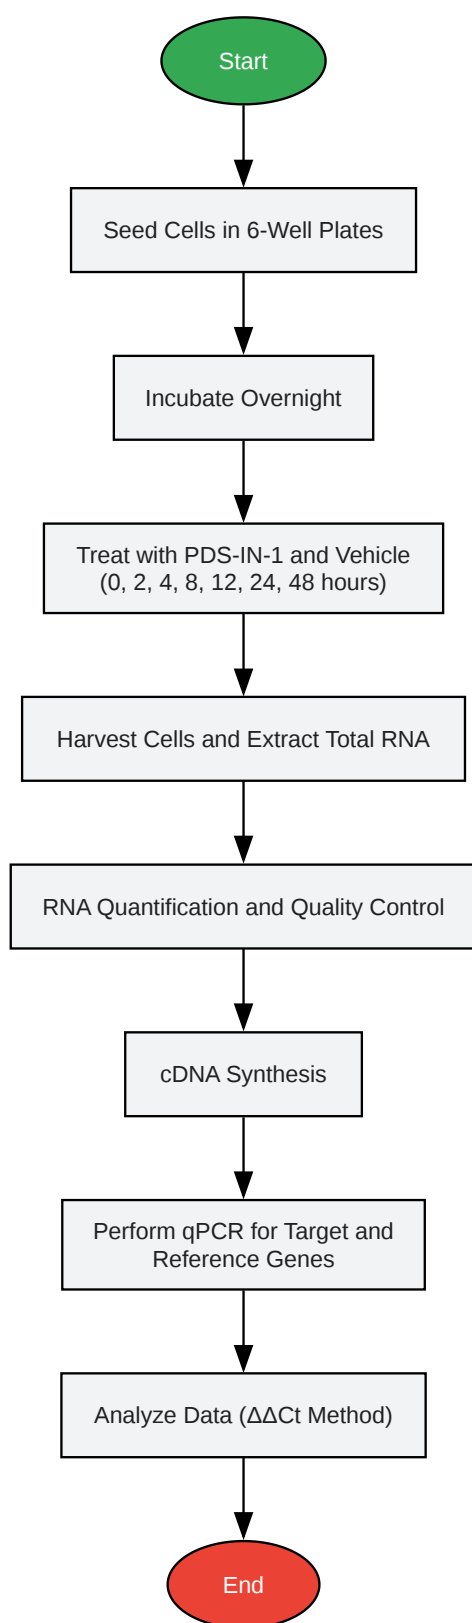 Start
Seed Cells in 6-Well Plates
Incubate Overnight
Treat with PDS-IN-1 and Vehicle
(0, 2, 4, 8, 12, 24, 48 hours)
Harvest Cells and Extract Total RNA
RNA Quantification and Quality Control
cDNA Synthesis
Perform qPCR for Target and
Reference Genes
Analyze Data (ΔΔCt Method)
End